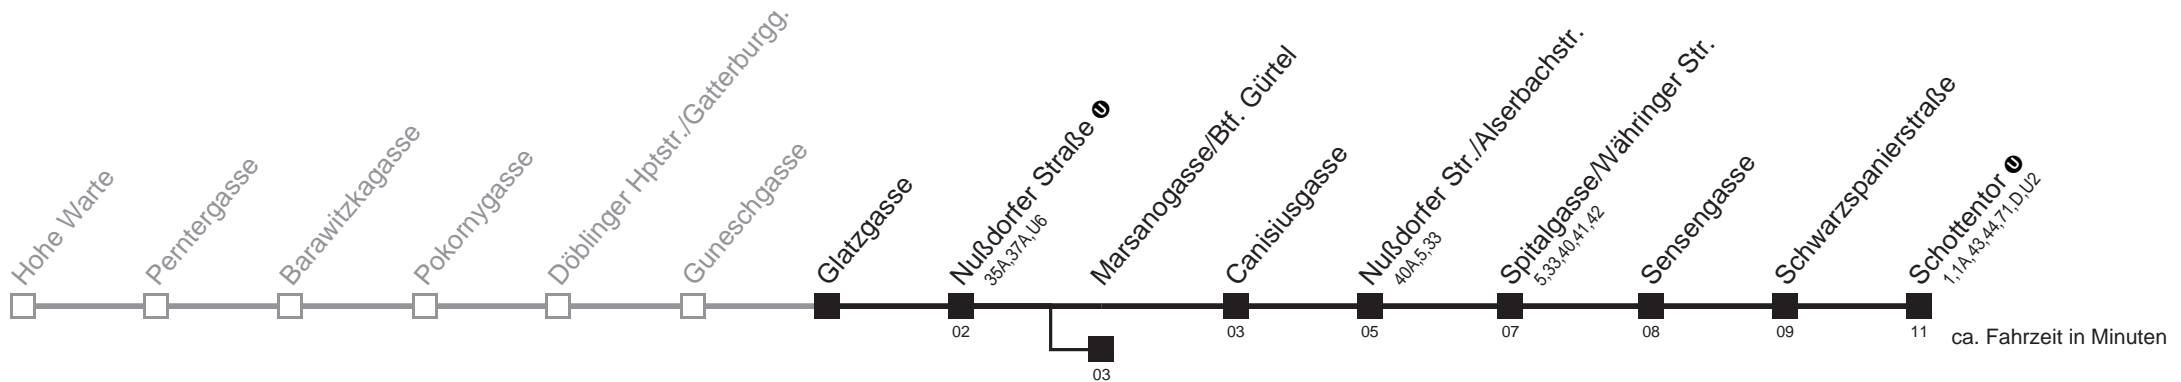 Hohe Warte
Perntergasse
Barawitzkagasse
Pokornygasse
Döblinger Hptstr./Gatterburgg.
Guneschgasse
Glatzgasse
Nußdorfer Straße U
35A,37A,U6
Marsanogasse/Btf. Gürtel
Canisiusgasse
Nußdorfer Str./Alserbachstr.
40A,5,33
Spitalgasse/Währinger Str.
5,33,40,41,42
Sensengasse
Schwarzspanierstraße
Schottentor U
1,1A,43,44,71,D,U2
02
03
03
05
07
08
09
11
ca. Fahrzeit in Minuten